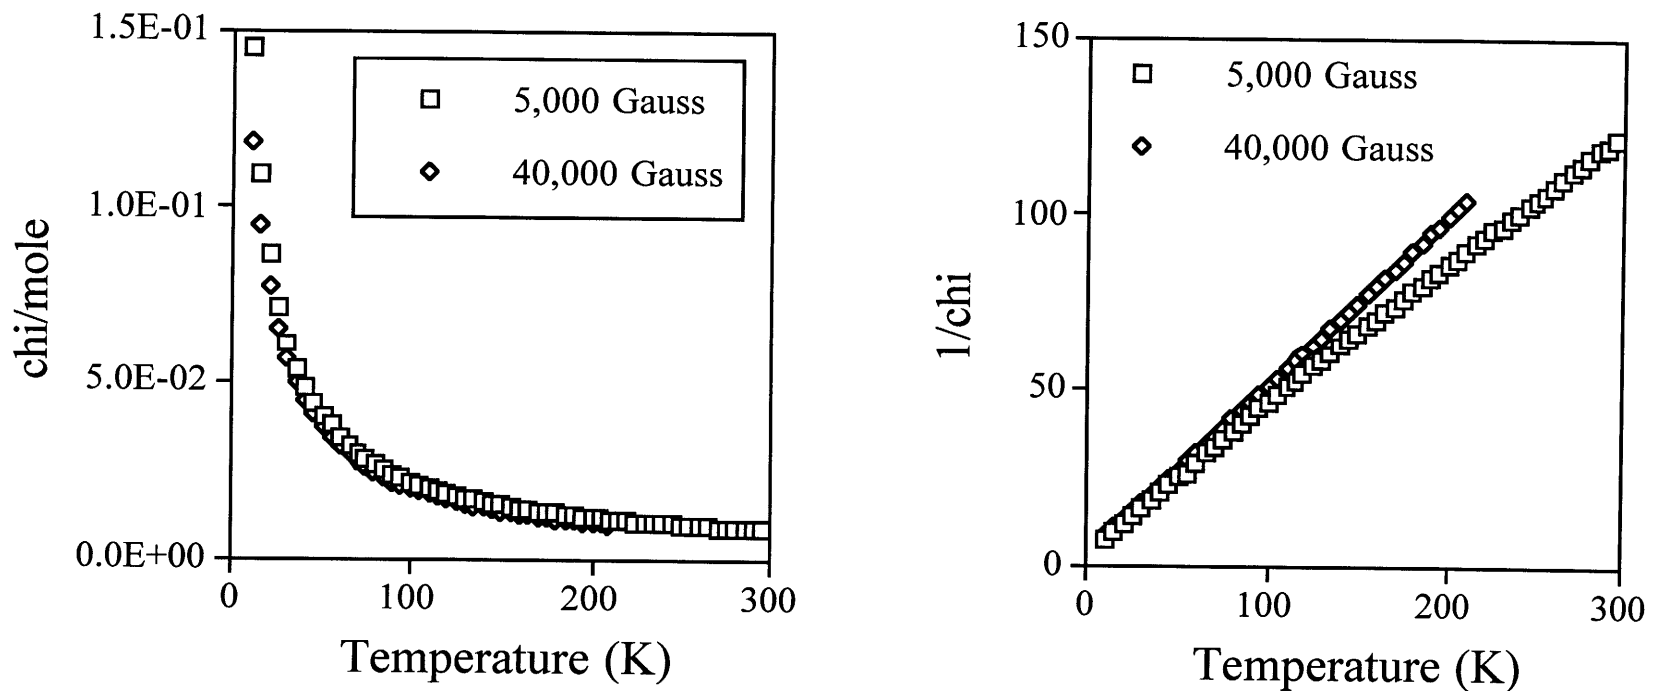 1.5E-01
1.0E-01
5.0E-02
0.0E+00
chi/mole
5,000 Gauss
40,000 Gauss
0
100
200
300
Temperature (K)
150
100
50
0
1/chi
5,000 Gauss
40,000 Gauss
0
100
200
300
Temperature (K)